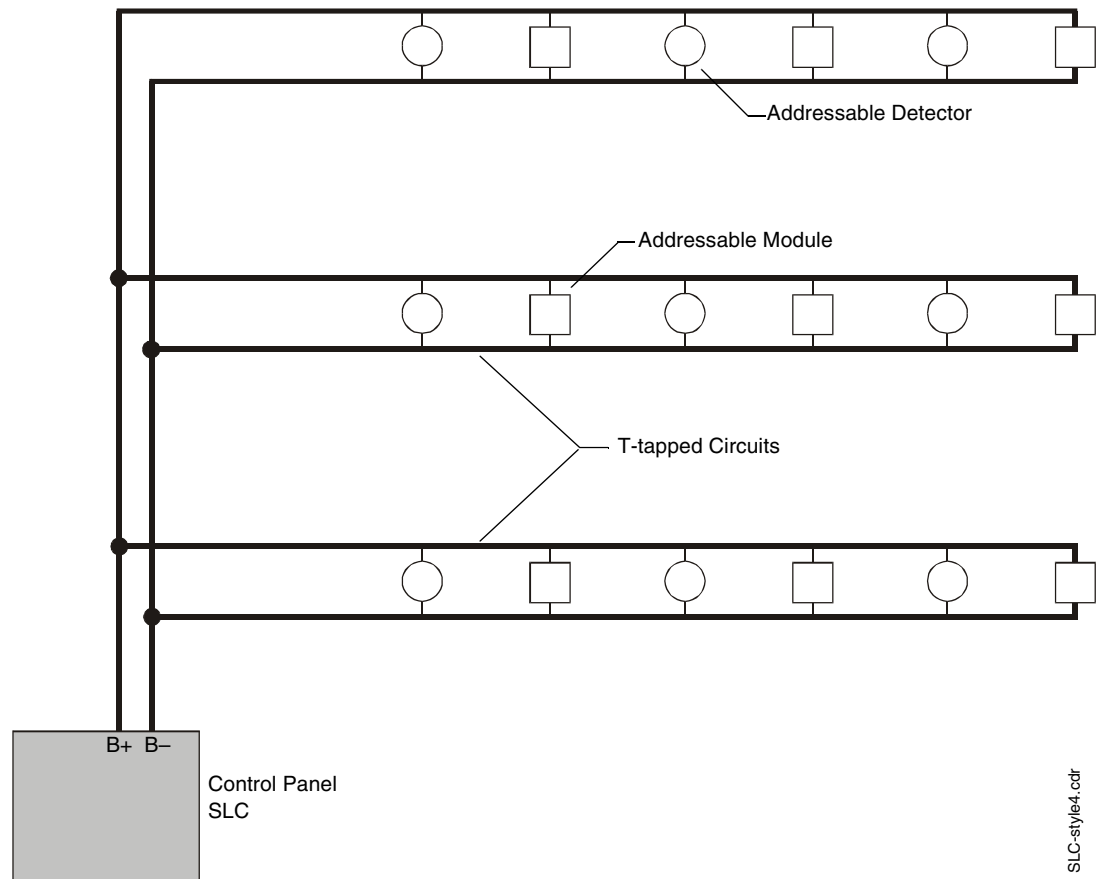 Addressable Detector
Addressable Module
T-tapped Circuits
B+ B–
Control Panel
SLC
SLC-style4.cdr